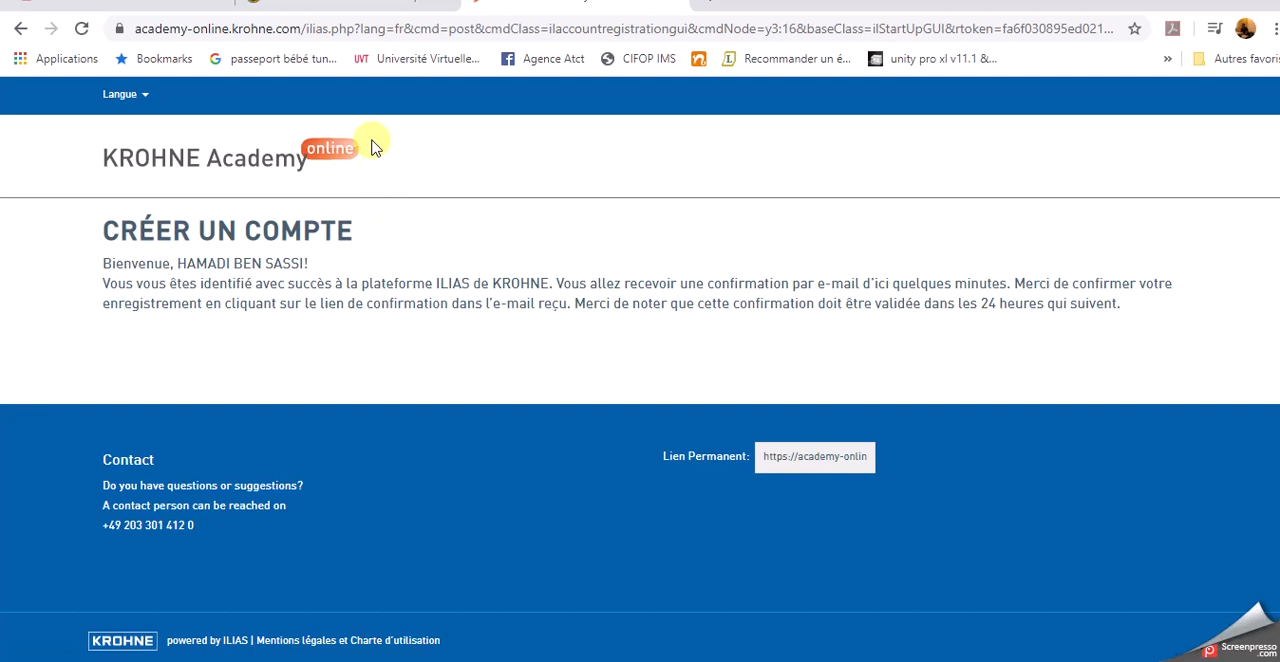 academy-online.krohne.com/ilias.php?lang=fr&cmd=post&cmdClass=ilaccountregistrationgui&cmdNode=y3:16&baseClass=ilStartUpGUI&rtoken=fa6f030895ed021...
Applications Bookmarks passeport bébé tun... UVT Université Virtuelle... Agence Atct CIFOP IMS Recommander un é... unity pro xl v11.1 &... » Autres favoris
Langue
KROHNE Academy online
CRÉER UN COMPTE
Bienvenue, HAMADI BEN SASSI!
Vous vous êtes identifié avec succès à la plateforme ILIAS de KROHNE. Vous allez recevoir une confirmation par e-mail d'ici quelques minutes. Merci de confirmer votre
enregistrement en cliquant sur le lien de confirmation dans l'e-mail reçu. Merci de noter que cette confirmation doit être validée dans les 24 heures qui suivent.
Contact
Lien Permanent: https://academy-onlin
Do you have questions or suggestions?
A contact person can be reached on
+49 203 301 412 0
KROHNE powered by ILIAS | Mentions légales et Charte d'utilisation
Screenpresso
.com